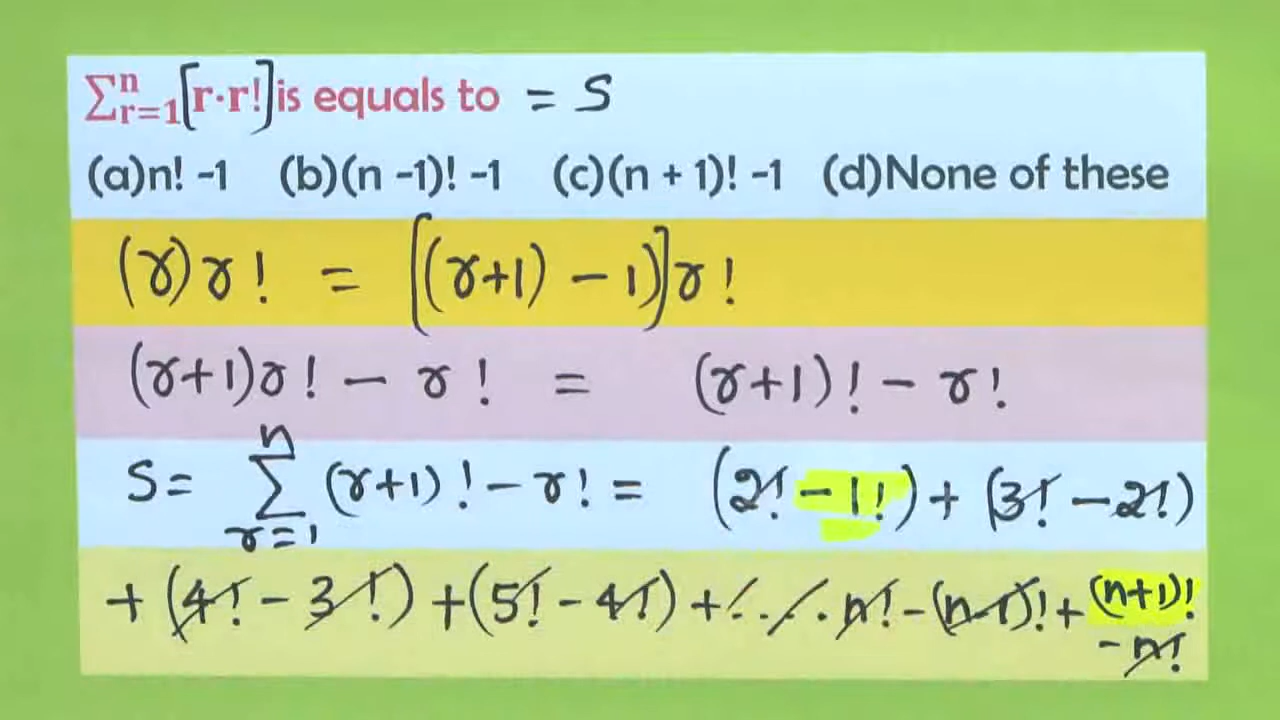 ∑ⁿᵣ₌₁[r·r!]is equals to = S
(a)n! -1 (b)(n -1)! -1 (c)(n + 1)! -1 (d)None of these
(r)r! = [(r+1) - 1)]r!
(r+1)r! - r! = (r+1)! - r!
n
S= ∑ (r+1)! - r! = (2! - 1!) + (3! - 2!)
r=1
+ (4! - 3!) + (5! - 4!) + . . . . n! - (n-1)! + (n+1)!
- n!